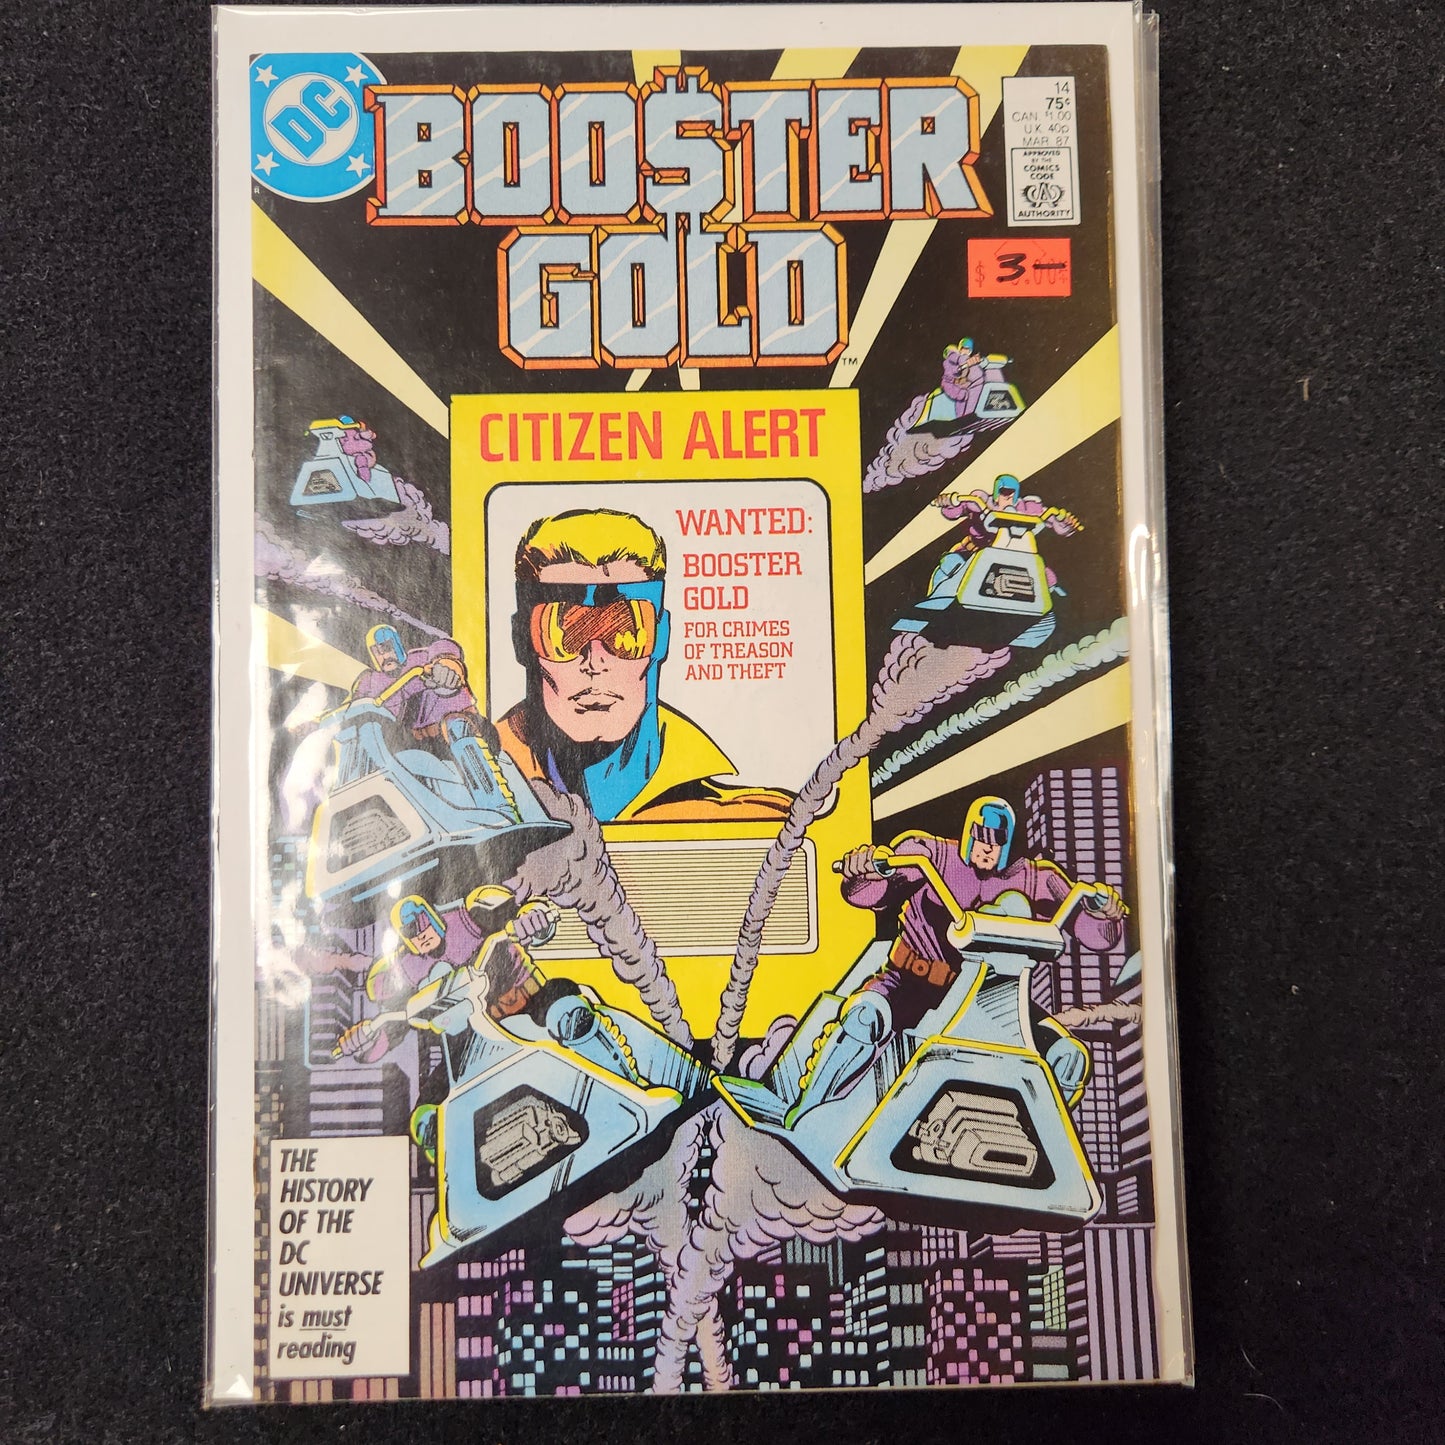 DC
BOO$TER
GOLD
TM
14
75¢
CAN. $1.00
U.K. 40p
MAR. 87
APPROVED
BY THE
COMICS
CODE
AUTHORITY
$ 3—
CITIZEN ALERT
WANTED:
BOOSTER
GOLD
FOR CRIMES
OF TREASON
AND THEFT
THE
HISTORY
OF THE
DC
UNIVERSE
is must
reading